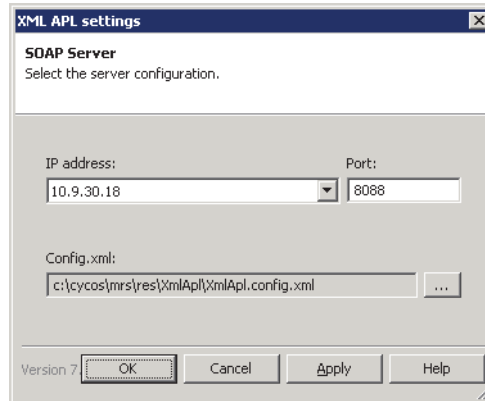 XML APL settings
SOAP Server
Select the server configuration.
IP address:
Port:
10.9.30.18
8088
Config.xml:
c:\cycos\mrs\res\XmlApl\XmlApl.config.xml
...
Version 7.
OK
Cancel
Apply
Help